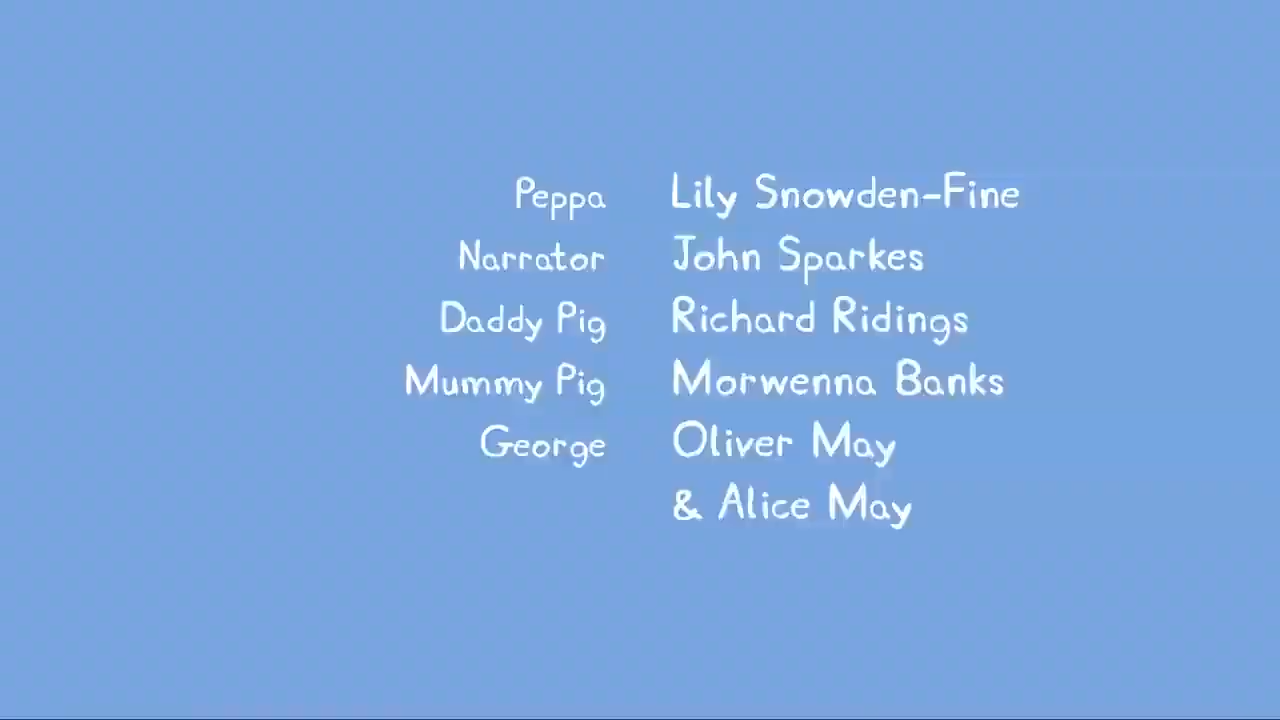 Peppa Lily Snowden-Fine
Narrator John Sparkes
Daddy Pig Richard Ridings
Mummy Pig Morwenna Banks
George Oliver May
& Alice May